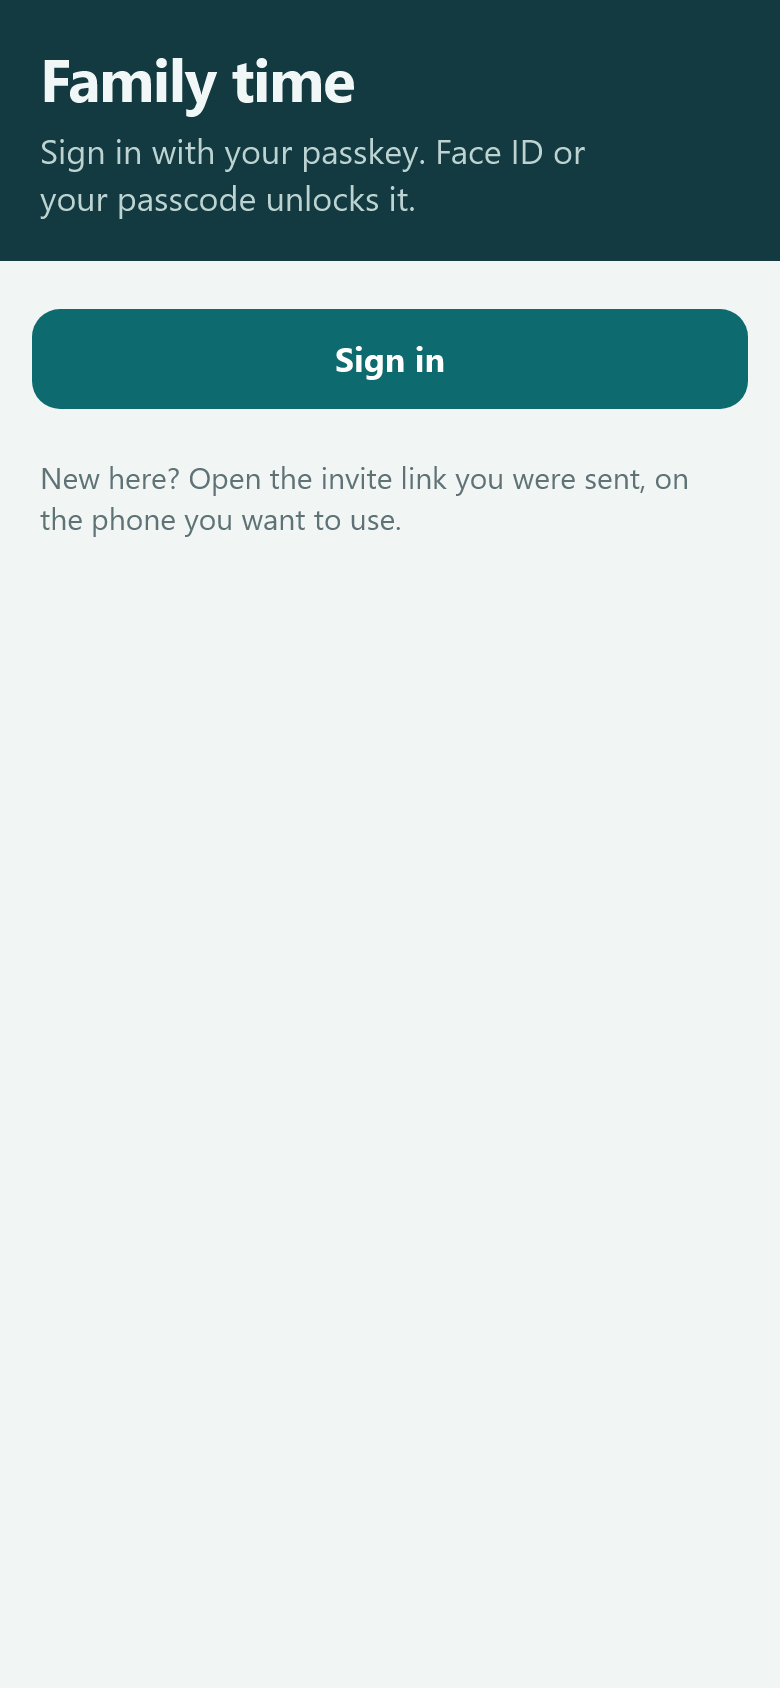 Family time
Sign in with your passkey. Face ID or
your passcode unlocks it.
Sign in
New here? Open the invite link you were sent, on
the phone you want to use.